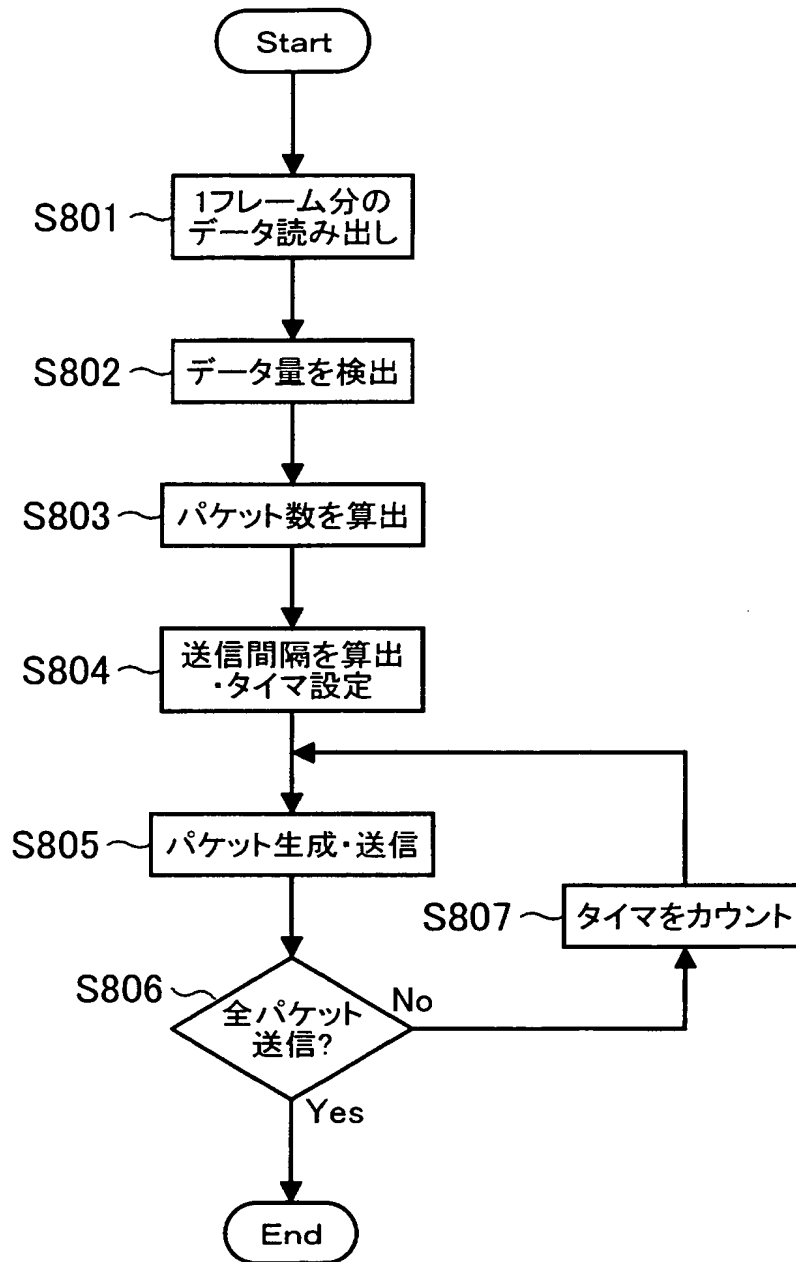 Start
S801
1フレーム分の
データ読み出し
S802
データ量を検出
S803
パケット数を算出
S804
送信間隔を算出
・タイマ設定
S805
パケット生成・送信
S807
タイマをカウント
S806
全パケット
送信?
No
Yes
End